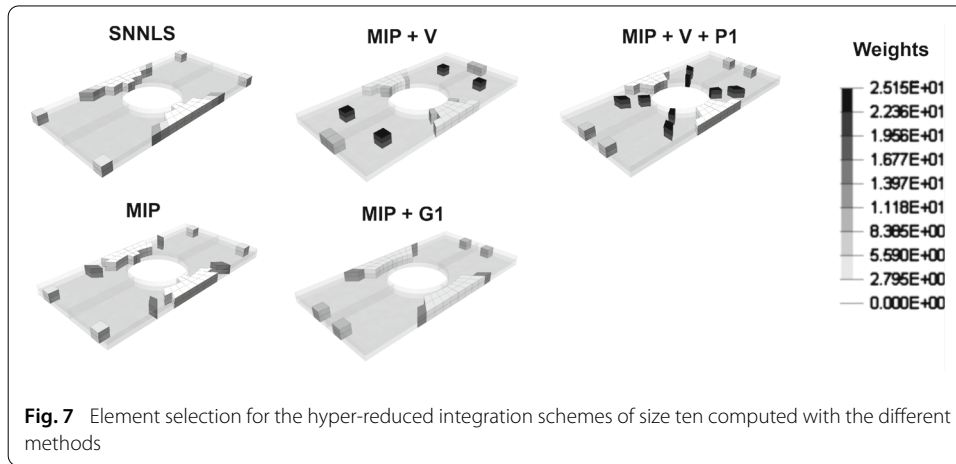 SNNLS
MIP + V
MIP + V + P1
Weights
2.515E+01
2.236E+01
1.956E+01
1.677E+01
1.397E+01
1.118E+01
8.385E+00
5.590E+00
2.795E+00
0.000E+00
MIP
MIP + G1
Fig. 7 Element selection for the hyper-reduced integration schemes of size ten computed with the different
methods